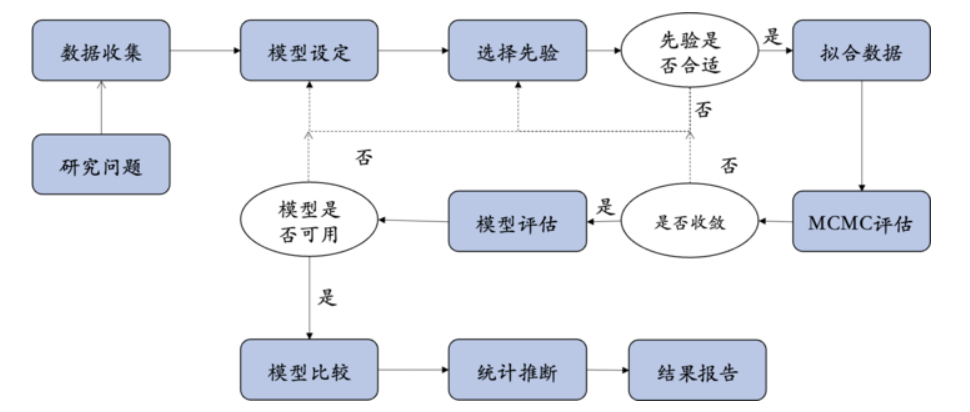 数据收集
模型设定
选择先验
先验是
否合适
是
拟合数据
否
研究问题
否
否
模型是
否可用
模型评估
是
是否收敛
MCMC评估
是
模型比较
统计推断
结果报告